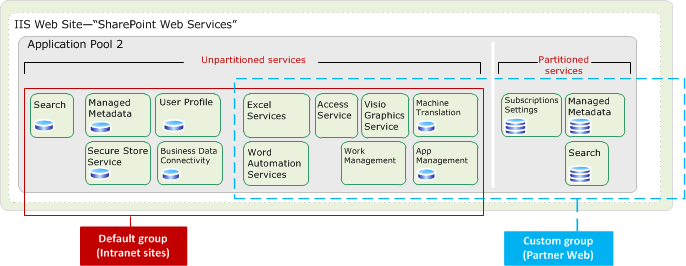 IIS Web Site—“SharePoint Web Services”
Application Pool 2
Unpartitioned services
Partitioned
services
Search
Managed
Metadata
User Profile
Excel
Services
Access
Service
Visio
Graphics
Service
Machine
Translation
Subscriptions
Settings
Managed
Metadata
Secure Store
Service
Business Data
Connectivity
Word
Automation
Services
Work
Management
App
Management
Search
Default group
(Intranet sites)
Custom group
(Partner Web)